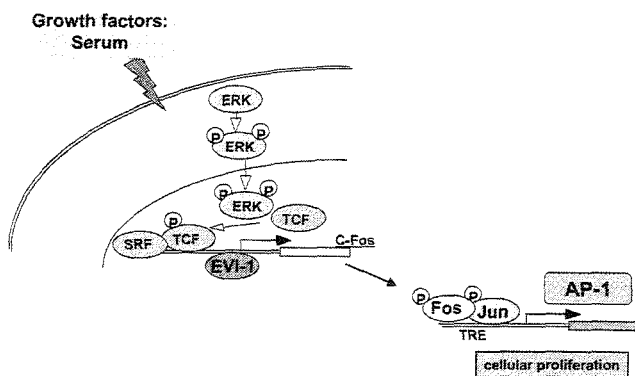 Growth factors:
Serum
ERK
P P
ERK
P P
ERK
P
TCF
TCF
SRF
C-Fos
EVI-1
P P
Fos Jun
AP-1
TRE
cellular proliferation